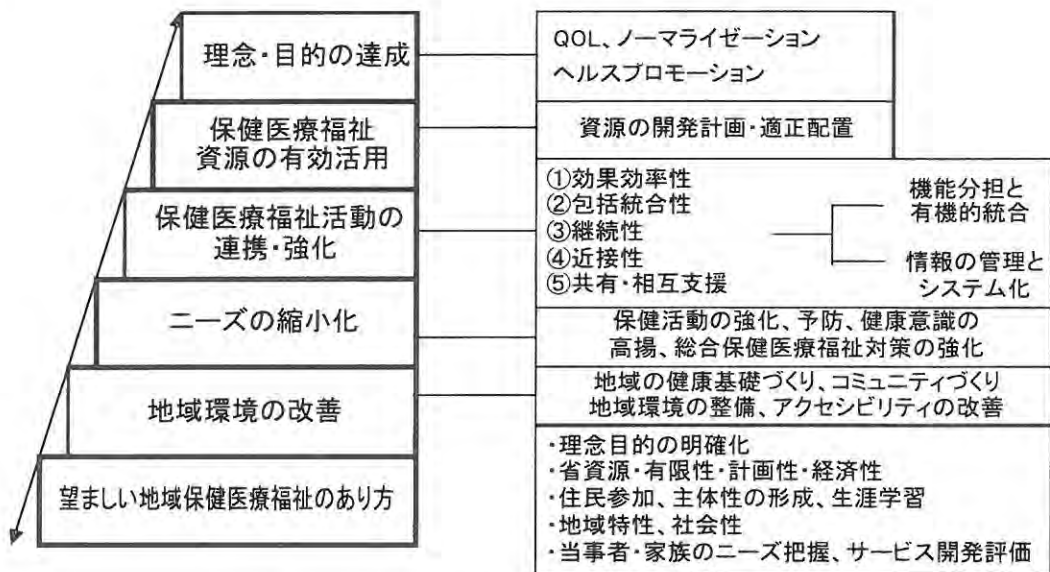 理念・目的の達成
QOL、ノーマライゼーション
ヘルスプロモーション
保健医療福祉
資源の有効活用
資源の開発計画・適正配置
保健医療福祉活動の
連携・強化
①効果効率性
②包括統合性
③継続性
④近接性
⑤共有・相互支援
機能分担と
有機的統合
情報の管理と
システム化
ニーズの縮小化
保健活動の強化、予防、健康意識の
高揚、総合保健医療福祉対策の強化
地域環境の改善
地域の健康基礎づくり、コミュニティづくり
地域環境の整備、アクセシビリティの改善
望ましい地域保健医療福祉のあり方
・理念目的の明確化
・省資源・有限性・計画性・経済性
・住民参加、主体性の形成、生涯学習
・地域特性、社会性
・当事者・家族のニーズ把握、サービス開発評価